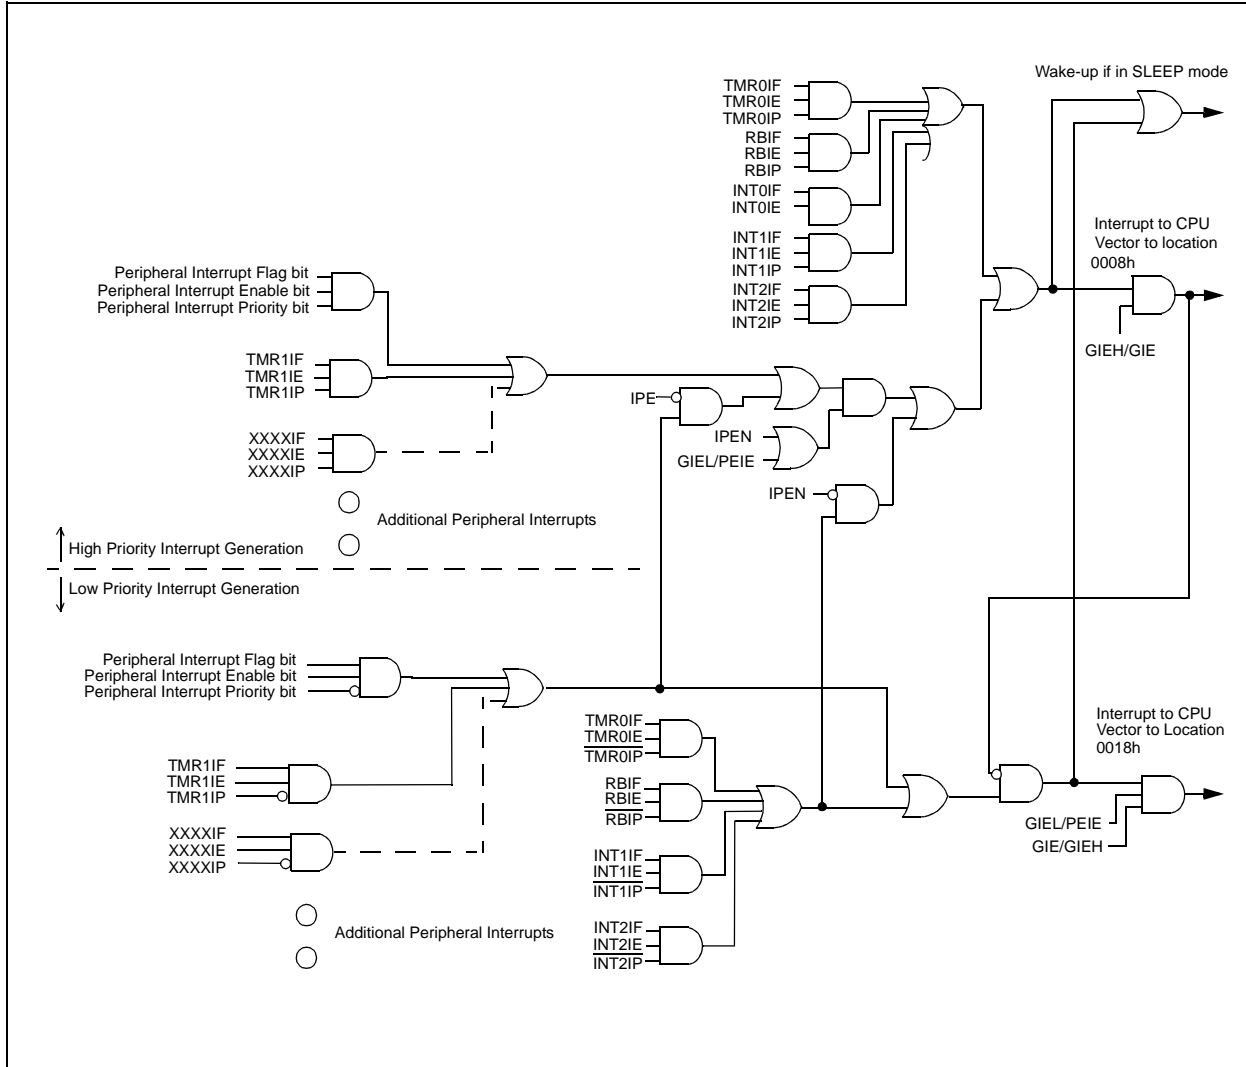 Wake-up if in SLEEP mode
TMR0IF
TMR0IE
TMR0IP
RBIF
RBIE
RBIP
INT0IF
INT0IE
INT1IF
INT1IE
INT1IP
INT2IF
INT2IE
INT2IP
Interrupt to CPU
Vector to location
0008h
GIEH/GIE
Peripheral Interrupt Flag bit
Peripheral Interrupt Enable bit
Peripheral Interrupt Priority bit
TMR1IF
TMR1IE
TMR1IP
XXXXIF
XXXXIE
XXXXIP
IPE
IPEN
GIEL/PEIE
IPEN
Additional Peripheral Interrupts
High Priority Interrupt Generation
Low Priority Interrupt Generation
Peripheral Interrupt Flag bit
Peripheral Interrupt Enable bit
Peripheral Interrupt Priority bit
TMR1IF
TMR1IE
TMR1IP
XXXXIF
XXXXIE
XXXXIP
Additional Peripheral Interrupts
TMR0IF
TMR0IE
TMR0IP
RBIF
RBIE
RBIP
INT1IF
INT1IE
INT1IP
INT2IF
INT2IE
INT2IP
Interrupt to CPU
Vector to Location
0018h
GIEL/PEIE
GIE/GIEH